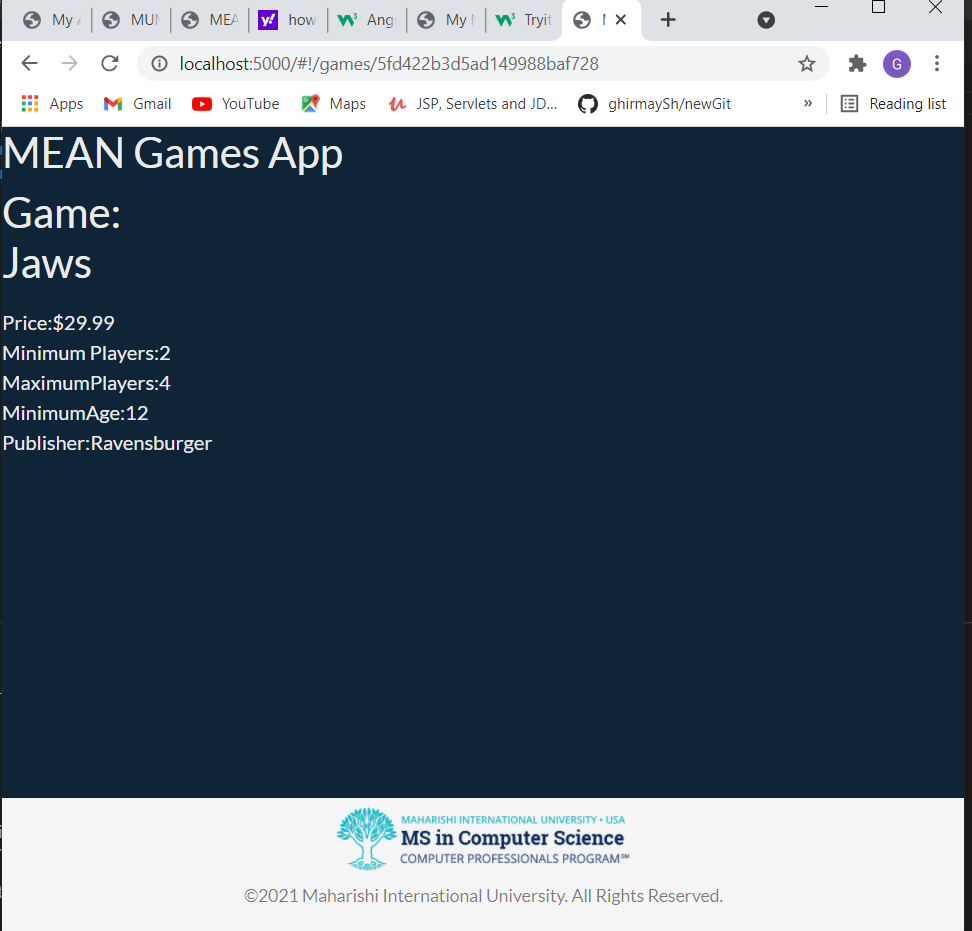 My MUM MEA how Ang My Tryit
localhost:5000/#!/games/5fd422b3d5ad149988baf728 G
Apps Gmail YouTube Maps JSP, Servlets and JD... ghirmaySh/newGit » Reading list
MEAN Games App
Game:
Jaws
Price:$29.99
Minimum Players:2
MaximumPlayers:4
MinimumAge:12
Publisher:Ravensburger
MAHARISHI INTERNATIONAL UNIVERSITY • USA
MS in Computer Science
COMPUTER PROFESSIONALS PROGRAM℠
©2021 Maharishi International University. All Rights Reserved.